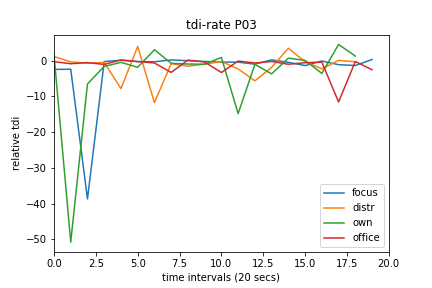 tdi-rate P03
relative tdi
0
−10
−20
−30
−40
−50
focus
distr
own
office
0.0 2.5 5.0 7.5 10.0 12.5 15.0 17.5 20.0
time intervals (20 secs)